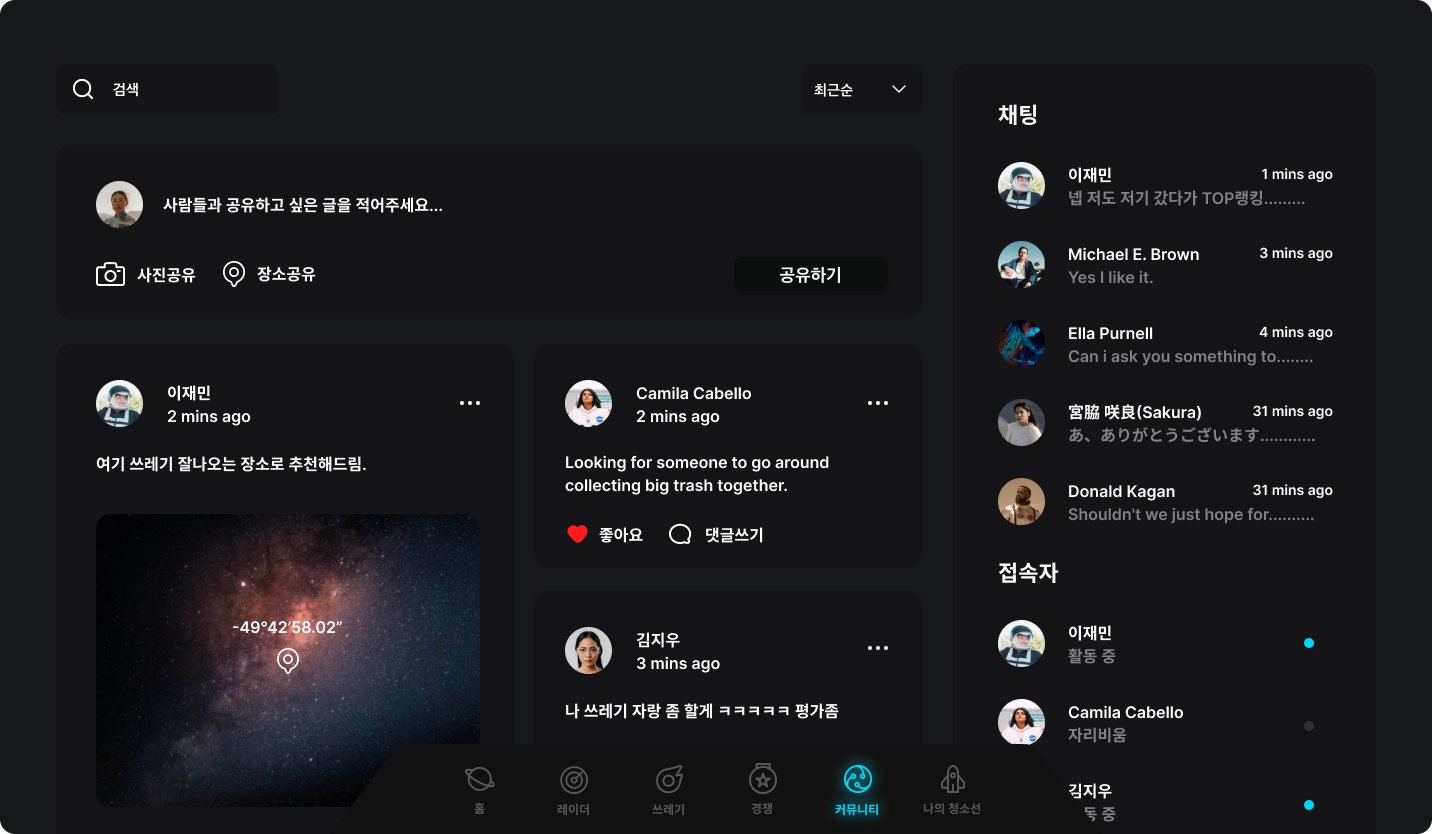 검색
최근순
사람들과 공유하고 싶은 글을 적어주세요...
사진공유
장소공유
공유하기
이재민
2 mins ago
여기 쓰레기 잘나오는 장소로 추천해드림.
-49°42’58.02”
Camila Cabello
2 mins ago
Looking for someone to go around
collecting big trash together.
좋아요
댓글쓰기
김지우
3 mins ago
나 쓰레기 자랑 좀 할게 ㅋㅋㅋㅋㅋ 평가좀
채팅
이재민
1 mins ago
넵 저도 저기 갔다가 TOP랭킹.........
Michael E. Brown
3 mins ago
Yes I like it.
Ella Purnell
4 mins ago
Can i ask you something to........
宮脇 咲良(Sakura)
31 mins ago
あ、ありがとうございます............
Donald Kagan
31 mins ago
Shouldn't we just hope for..........
접속자
이재민
활동 중
Camila Cabello
자리비움
김지우
중
홈
레이더
쓰레기
경쟁
커뮤니티
나의 청소선